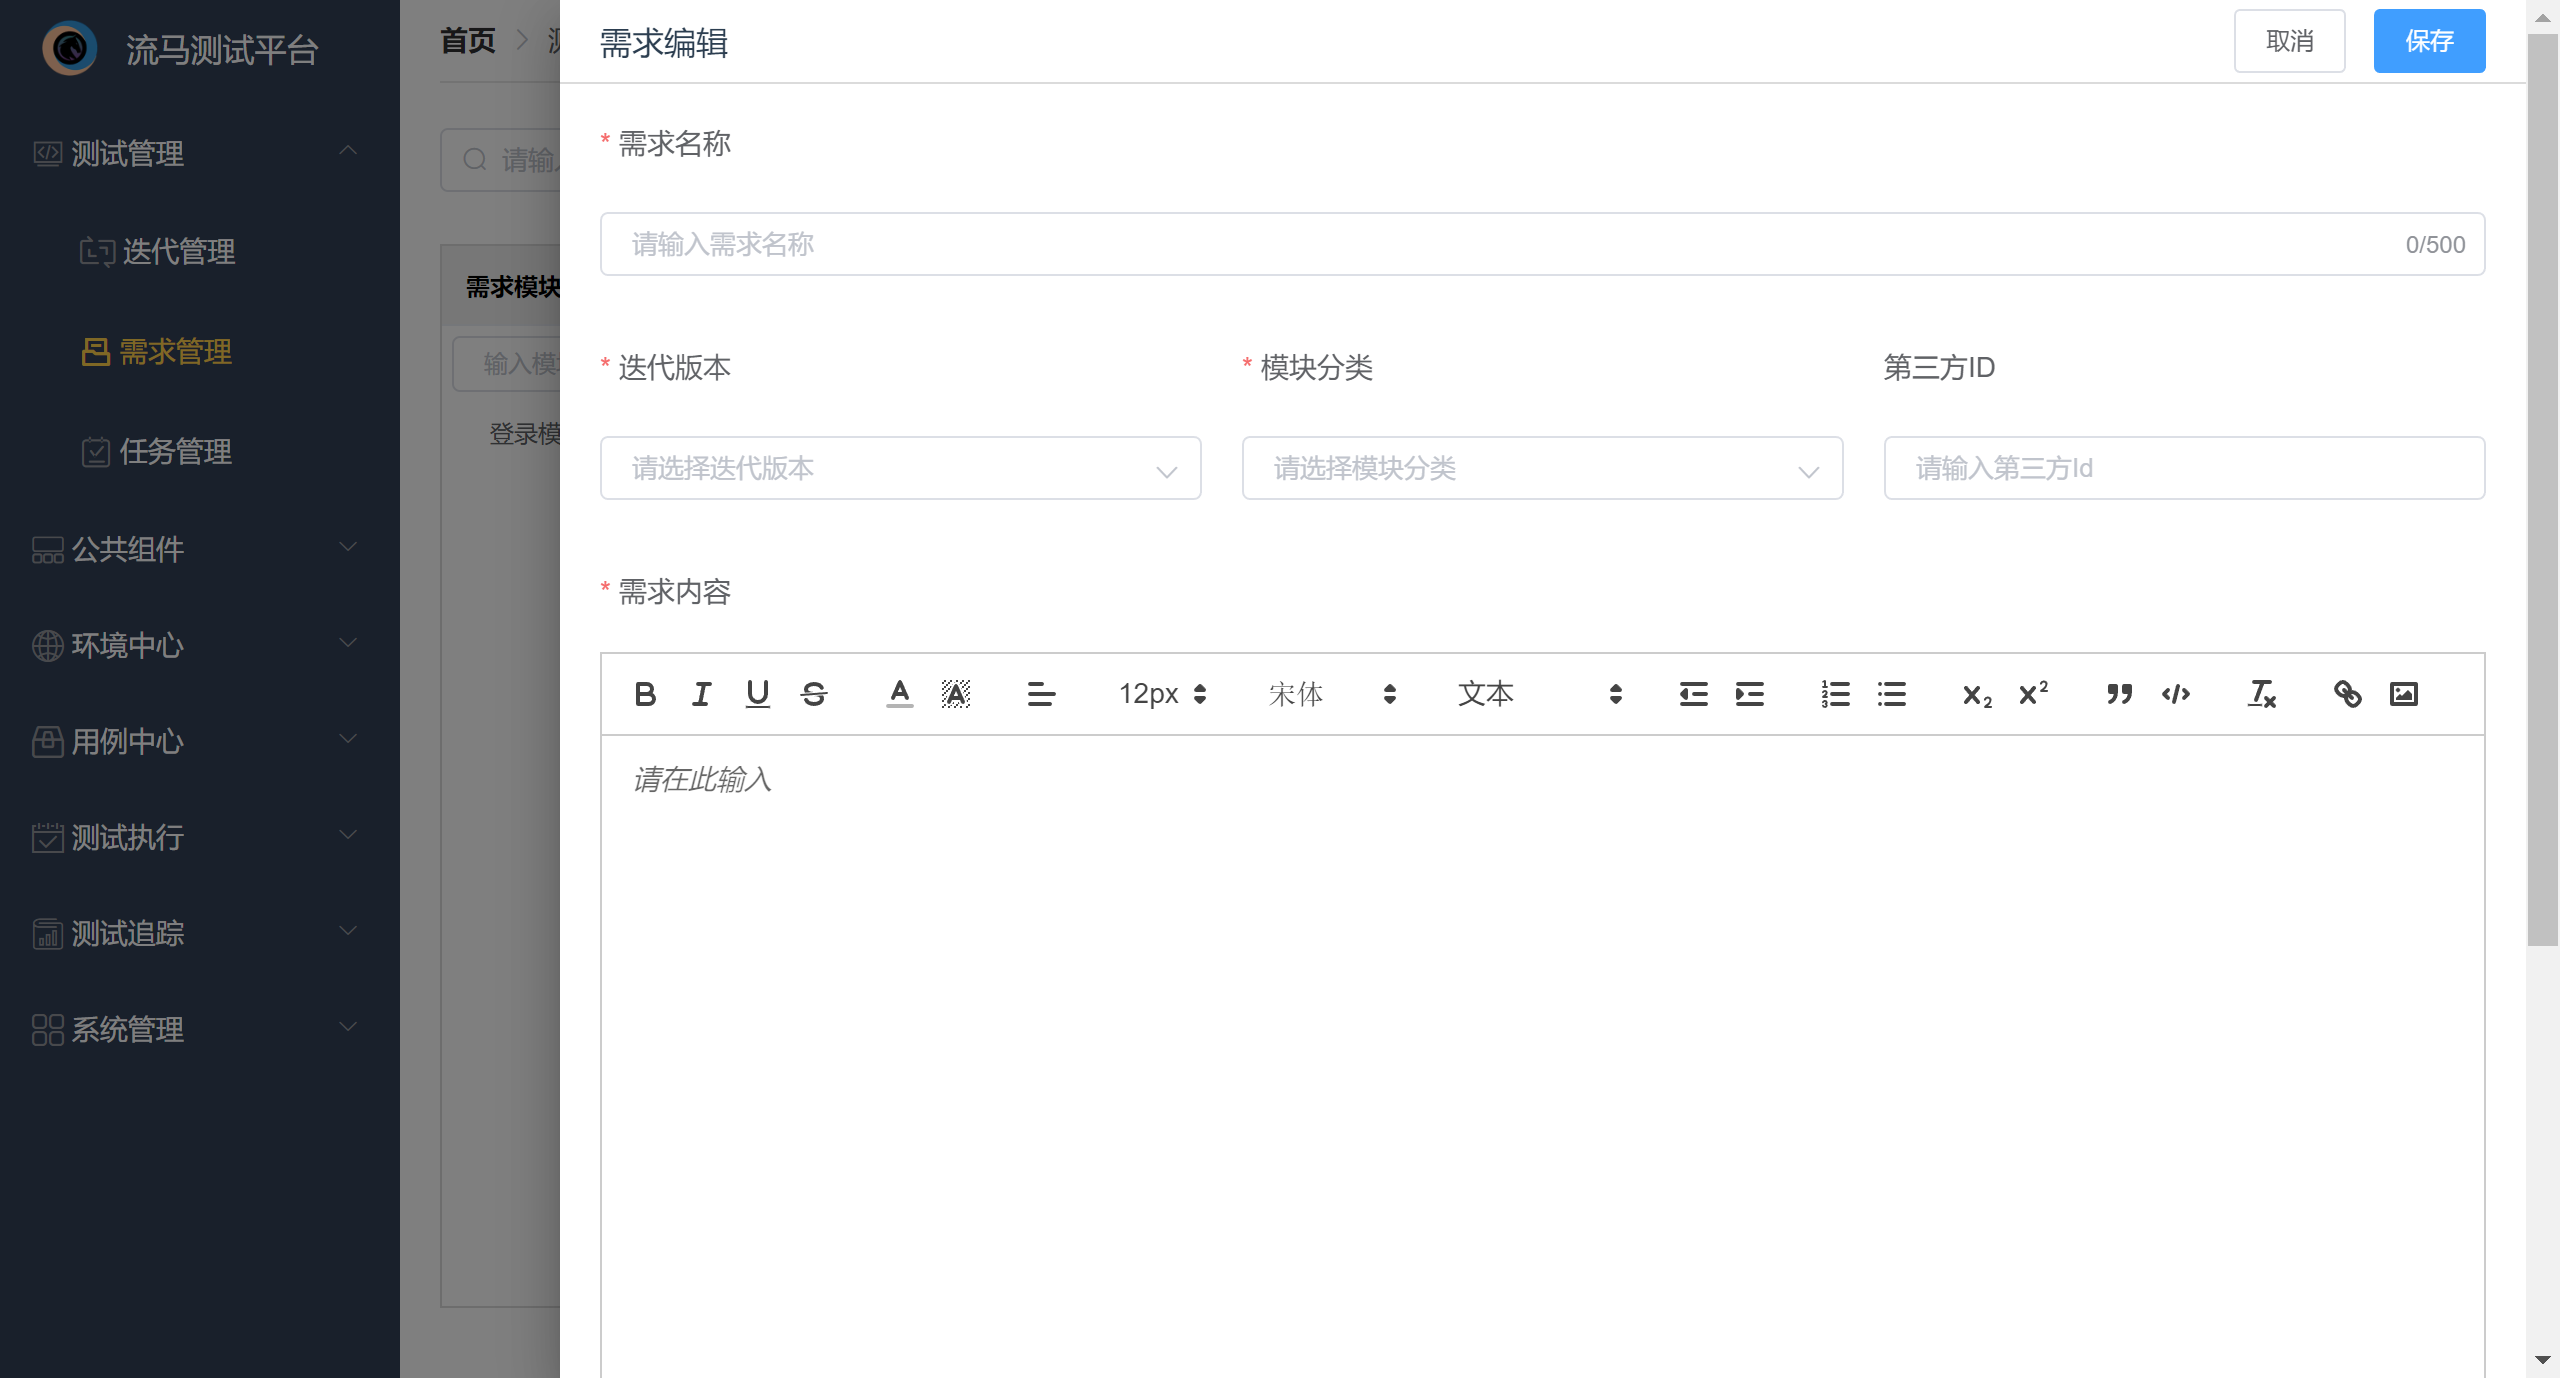 流马测试平台
测试管理
迭代管理
需求管理
任务管理
公共组件
环境中心
用例中心
测试执行
测试追踪
系统管理
首页
请输
需求模块
输入模
登录模
需求编辑
取消
保存
* 需求名称
请输入需求名称
0/500
* 迭代版本
* 模块分类
第三方ID
请选择迭代版本
请选择模块分类
请输入第三方Id
* 需求内容
12px
宋体
文本
请在此输入